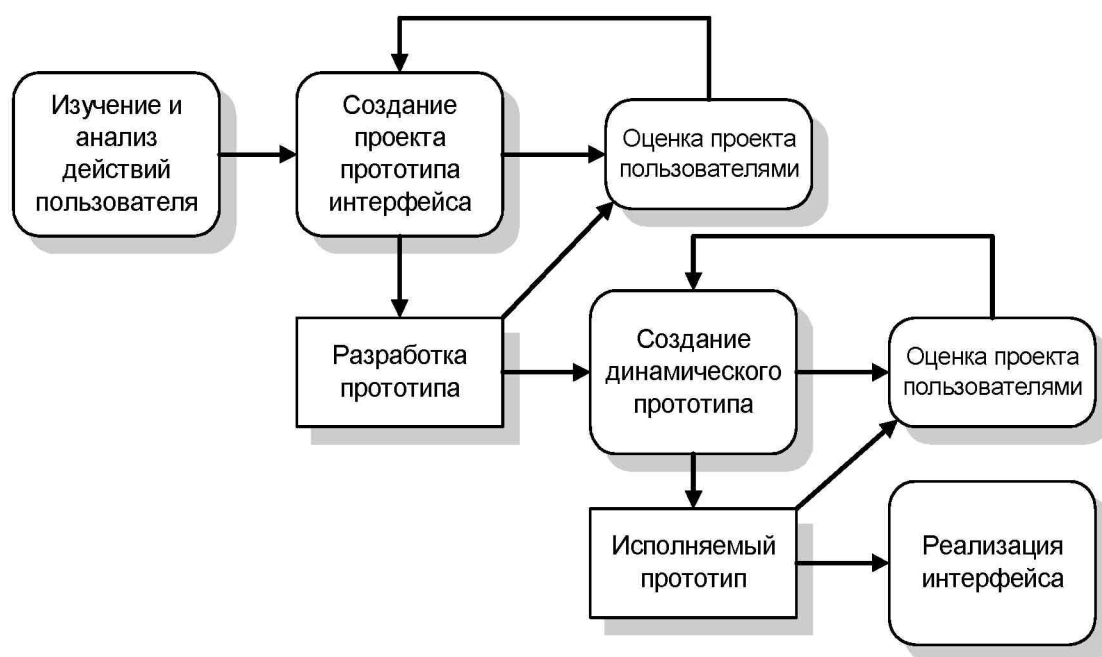 Изучение и
анализ
действий
пользователя
Создание
проекта
прототипа
интерфейса
Оценка проекта
пользователями
Разработка
прототипа
Создание
динамического
прототипа
Оценка проекта
пользователями
Исполняемый
прототип
Реализация
интерфейса